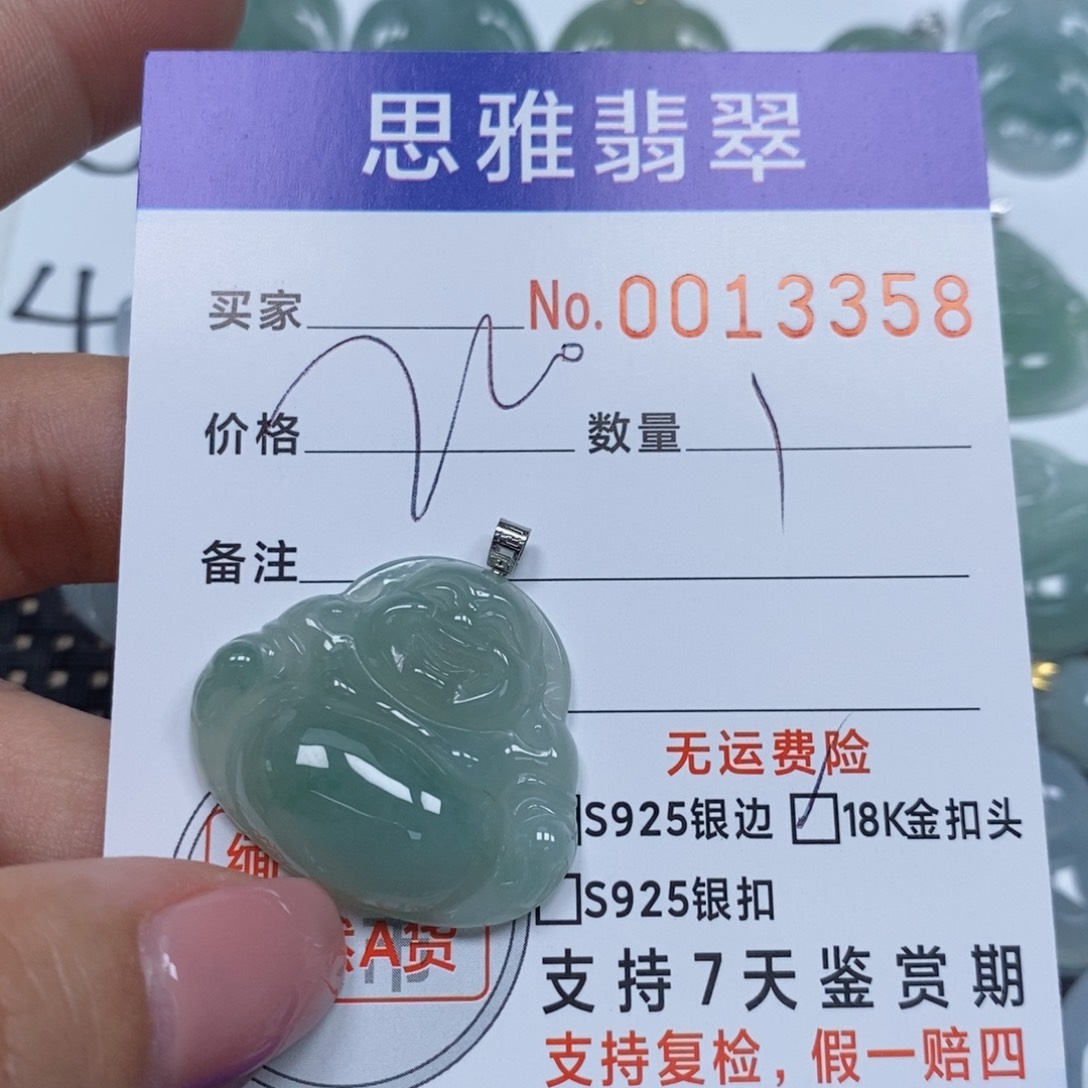 思雅翡翠
买家 No.0013358
价格 数量 1
备注
无运费险
S925银边 18K金扣头
S925银扣
缅
A货
支持7天鉴赏期
支持复检，假一赔四
4